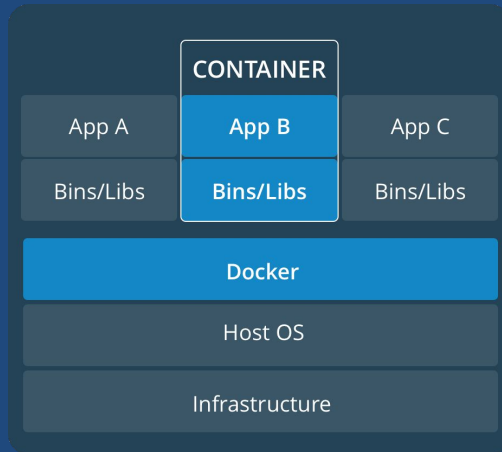 CONTAINER
App A
App B
App C
Bins/Libs
Bins/Libs
Bins/Libs
Docker
Host OS
Infrastructure